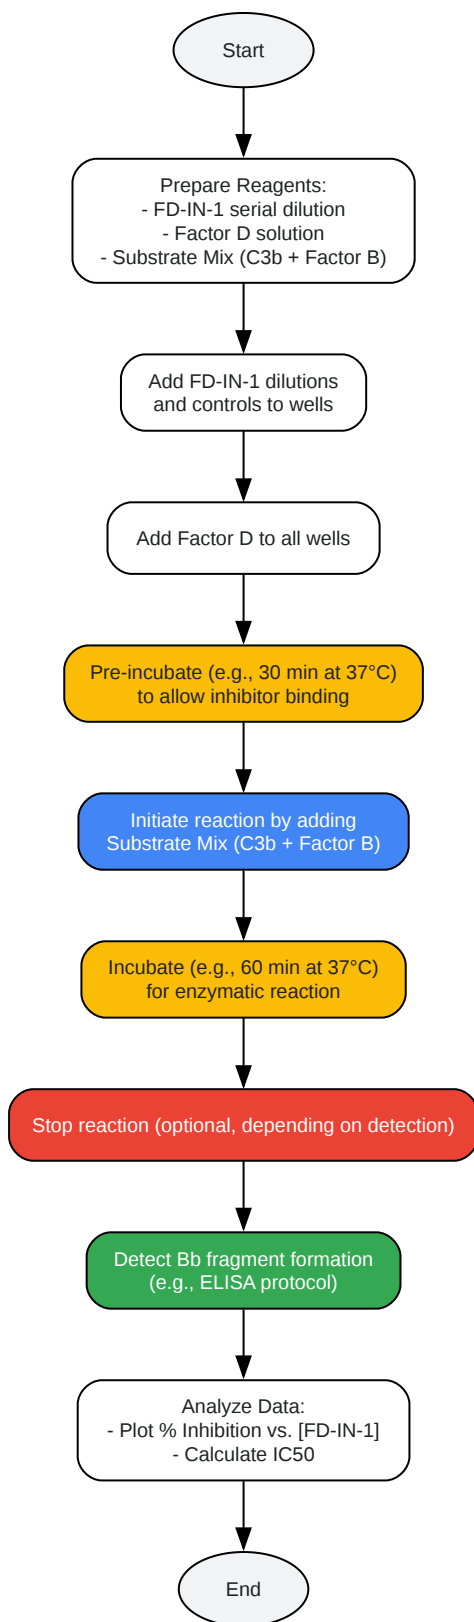 Start
Prepare Reagents:
- FD-IN-1 serial dilution
- Factor D solution
- Substrate Mix (C3b + Factor B)
Add FD-IN-1 dilutions
and controls to wells
Add Factor D to all wells
Pre-incubate (e.g., 30 min at 37°C)
to allow inhibitor binding
Initiate reaction by adding
Substrate Mix (C3b + Factor B)
Incubate (e.g., 60 min at 37°C)
for enzymatic reaction
Stop reaction (optional, depending on detection)
Detect Bb fragment formation
(e.g., ELISA protocol)
Analyze Data:
- Plot % Inhibition vs. [FD-IN-1]
- Calculate IC50
End